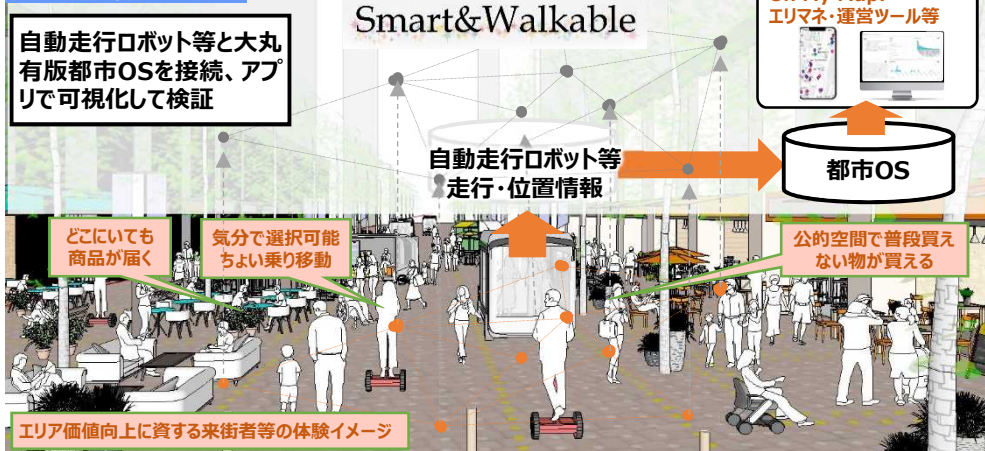 Smart&Walkable
エリマネ・運営ツール等
自動走行ロボット等と大丸
有版都市OSを接続、アプ
リで可視化して検証
自動走行ロボット等
走行・位置情報
都市OS
どこにいても
商品が届く
気分で選択可能
ちょい乗り移動
公的空間で普段買え
ない物が買える
エリア価値向上に資する来街者等の体験イメージ